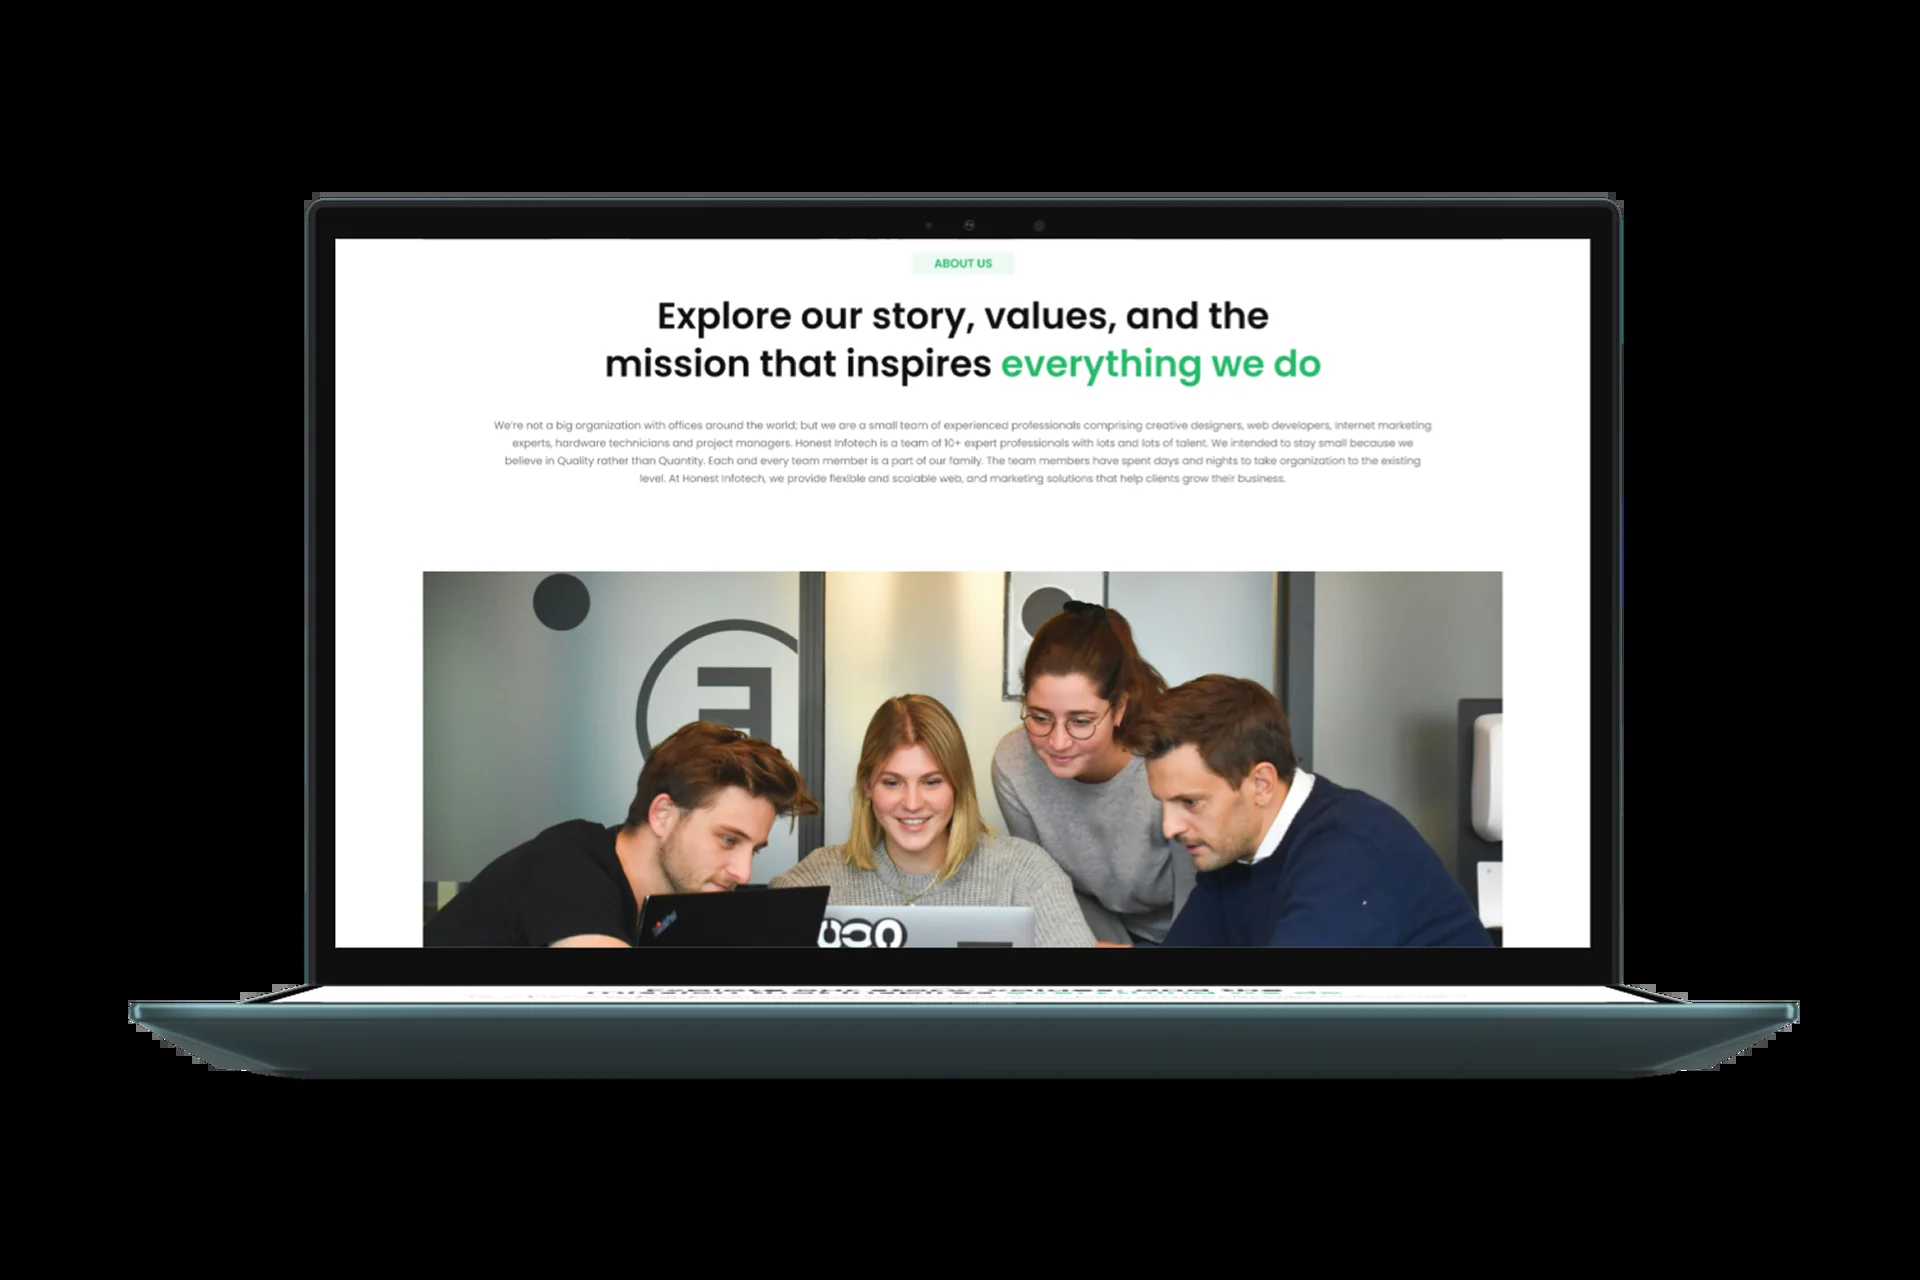 ABOUT US
Explore our story, values, and the
mission that inspires everything we do
We're not a big organization with offices around the world; but we are a small team of experienced professionals comprising creative designers, web developers, Internet marketing
experts, hardware technicians and project managers. Honest Infotech is a team of 10+ expert professionals with lots and lots of talent. We intended to stay small because we
believe in Quality rather than Quantity. Each and every team member is a part of our family. The team members have spent days and nights to take organization to the existing
level. At Honest Infotech, we provide flexible and scalable web, and marketing solutions that help clients grow their business.
ThinkPad